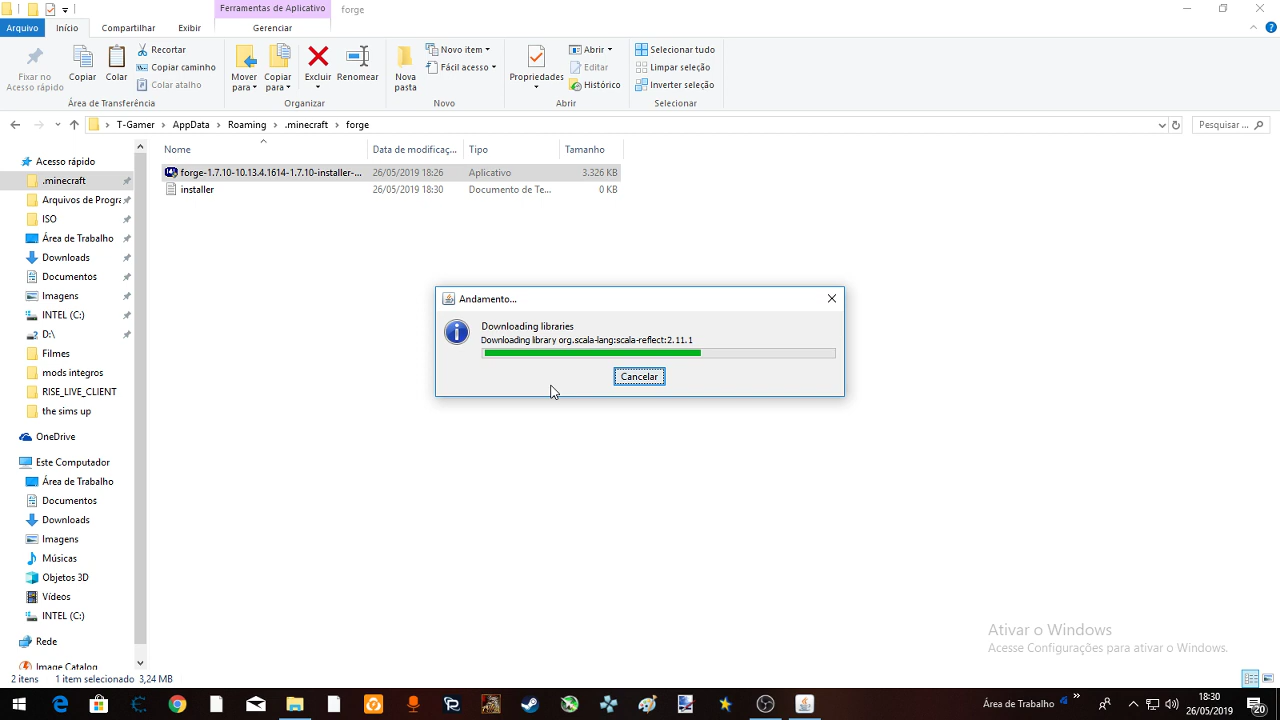 Ferramentas de Aplicativo
forge
Arquivo
Início
Compartilhar
Exibir
Gerenciar
Fixar no
Acesso rápido
Copiar
Colar
Recortar
Copiar caminho
Colar atalho
Área de Transferência
Mover
para
Copiar
para
Excluir
Renomear
Organizar
Nova
pasta
Novo item
Fácil acesso
Novo
Propriedades
Abrir
Editar
Histórico
Abrir
Selecionar tudo
Limpar seleção
Inverter seleção
Selecionar
T-Gamer
AppData
Roaming
.minecraft
forge
Pesquisar ...
Nome
Data de modificaç...
Tipo
Tamanho
forge-1.7.10-10.13.4.1614-1.7.10-installer-... 26/05/2019 18:26 Aplicativo 3.326 KB
installer 26/05/2019 18:30 Documento de Te... 0 KB
Acesso rápido
.minecraft
Arquivos de Progra
ISO
Área de Trabalho
Downloads
Documentos
Imagens
INTEL (C:)
D:\
Filmes
mods integros
RISE_LIVE_CLIENT
the sims up
OneDrive
Este Computador
Área de Trabalho
Documentos
Downloads
Imagens
Músicas
Objetos 3D
Vídeos
INTEL (C:)
Rede
Image Catalog
Andamento...
Downloading libraries
Downloading library org.scala-lang:scala-reflect:2.11.1
Cancelar
Ativar o Windows
Acesse Configurações para ativar o Windows.
2 itens
1 item selecionado 3,24 MB
Área de Trabalho
18:30
26/05/2019
20